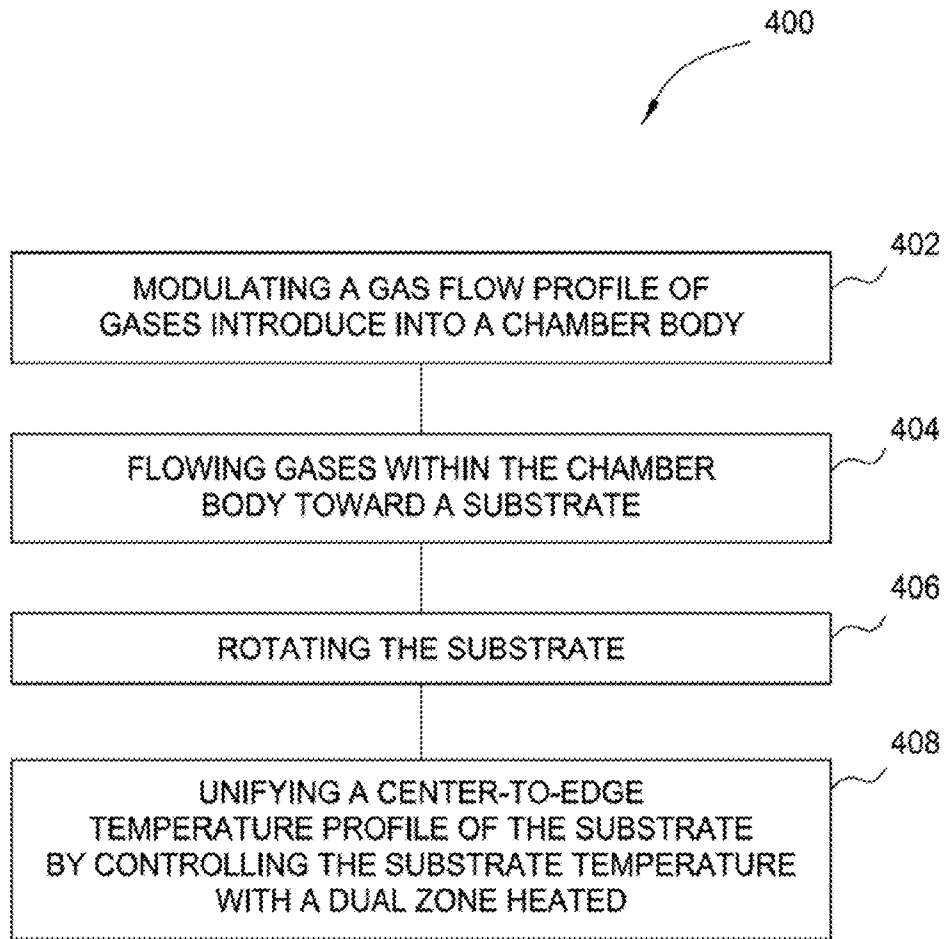 400
402
MODULATING A GAS FLOW PROFILE OF
GASES INTRODUCE INTO A CHAMBER BODY
404
FLOWING GASES WITHIN THE CHAMBER
BODY TOWARD A SUBSTRATE
406
ROTATING THE SUBSTRATE
408
UNIFYING A CENTER-TO-EDGE
TEMPERATURE PROFILE OF THE SUBSTRATE
BY CONTROLLING THE SUBSTRATE TEMPERATURE
WITH A DUAL ZONE HEATED